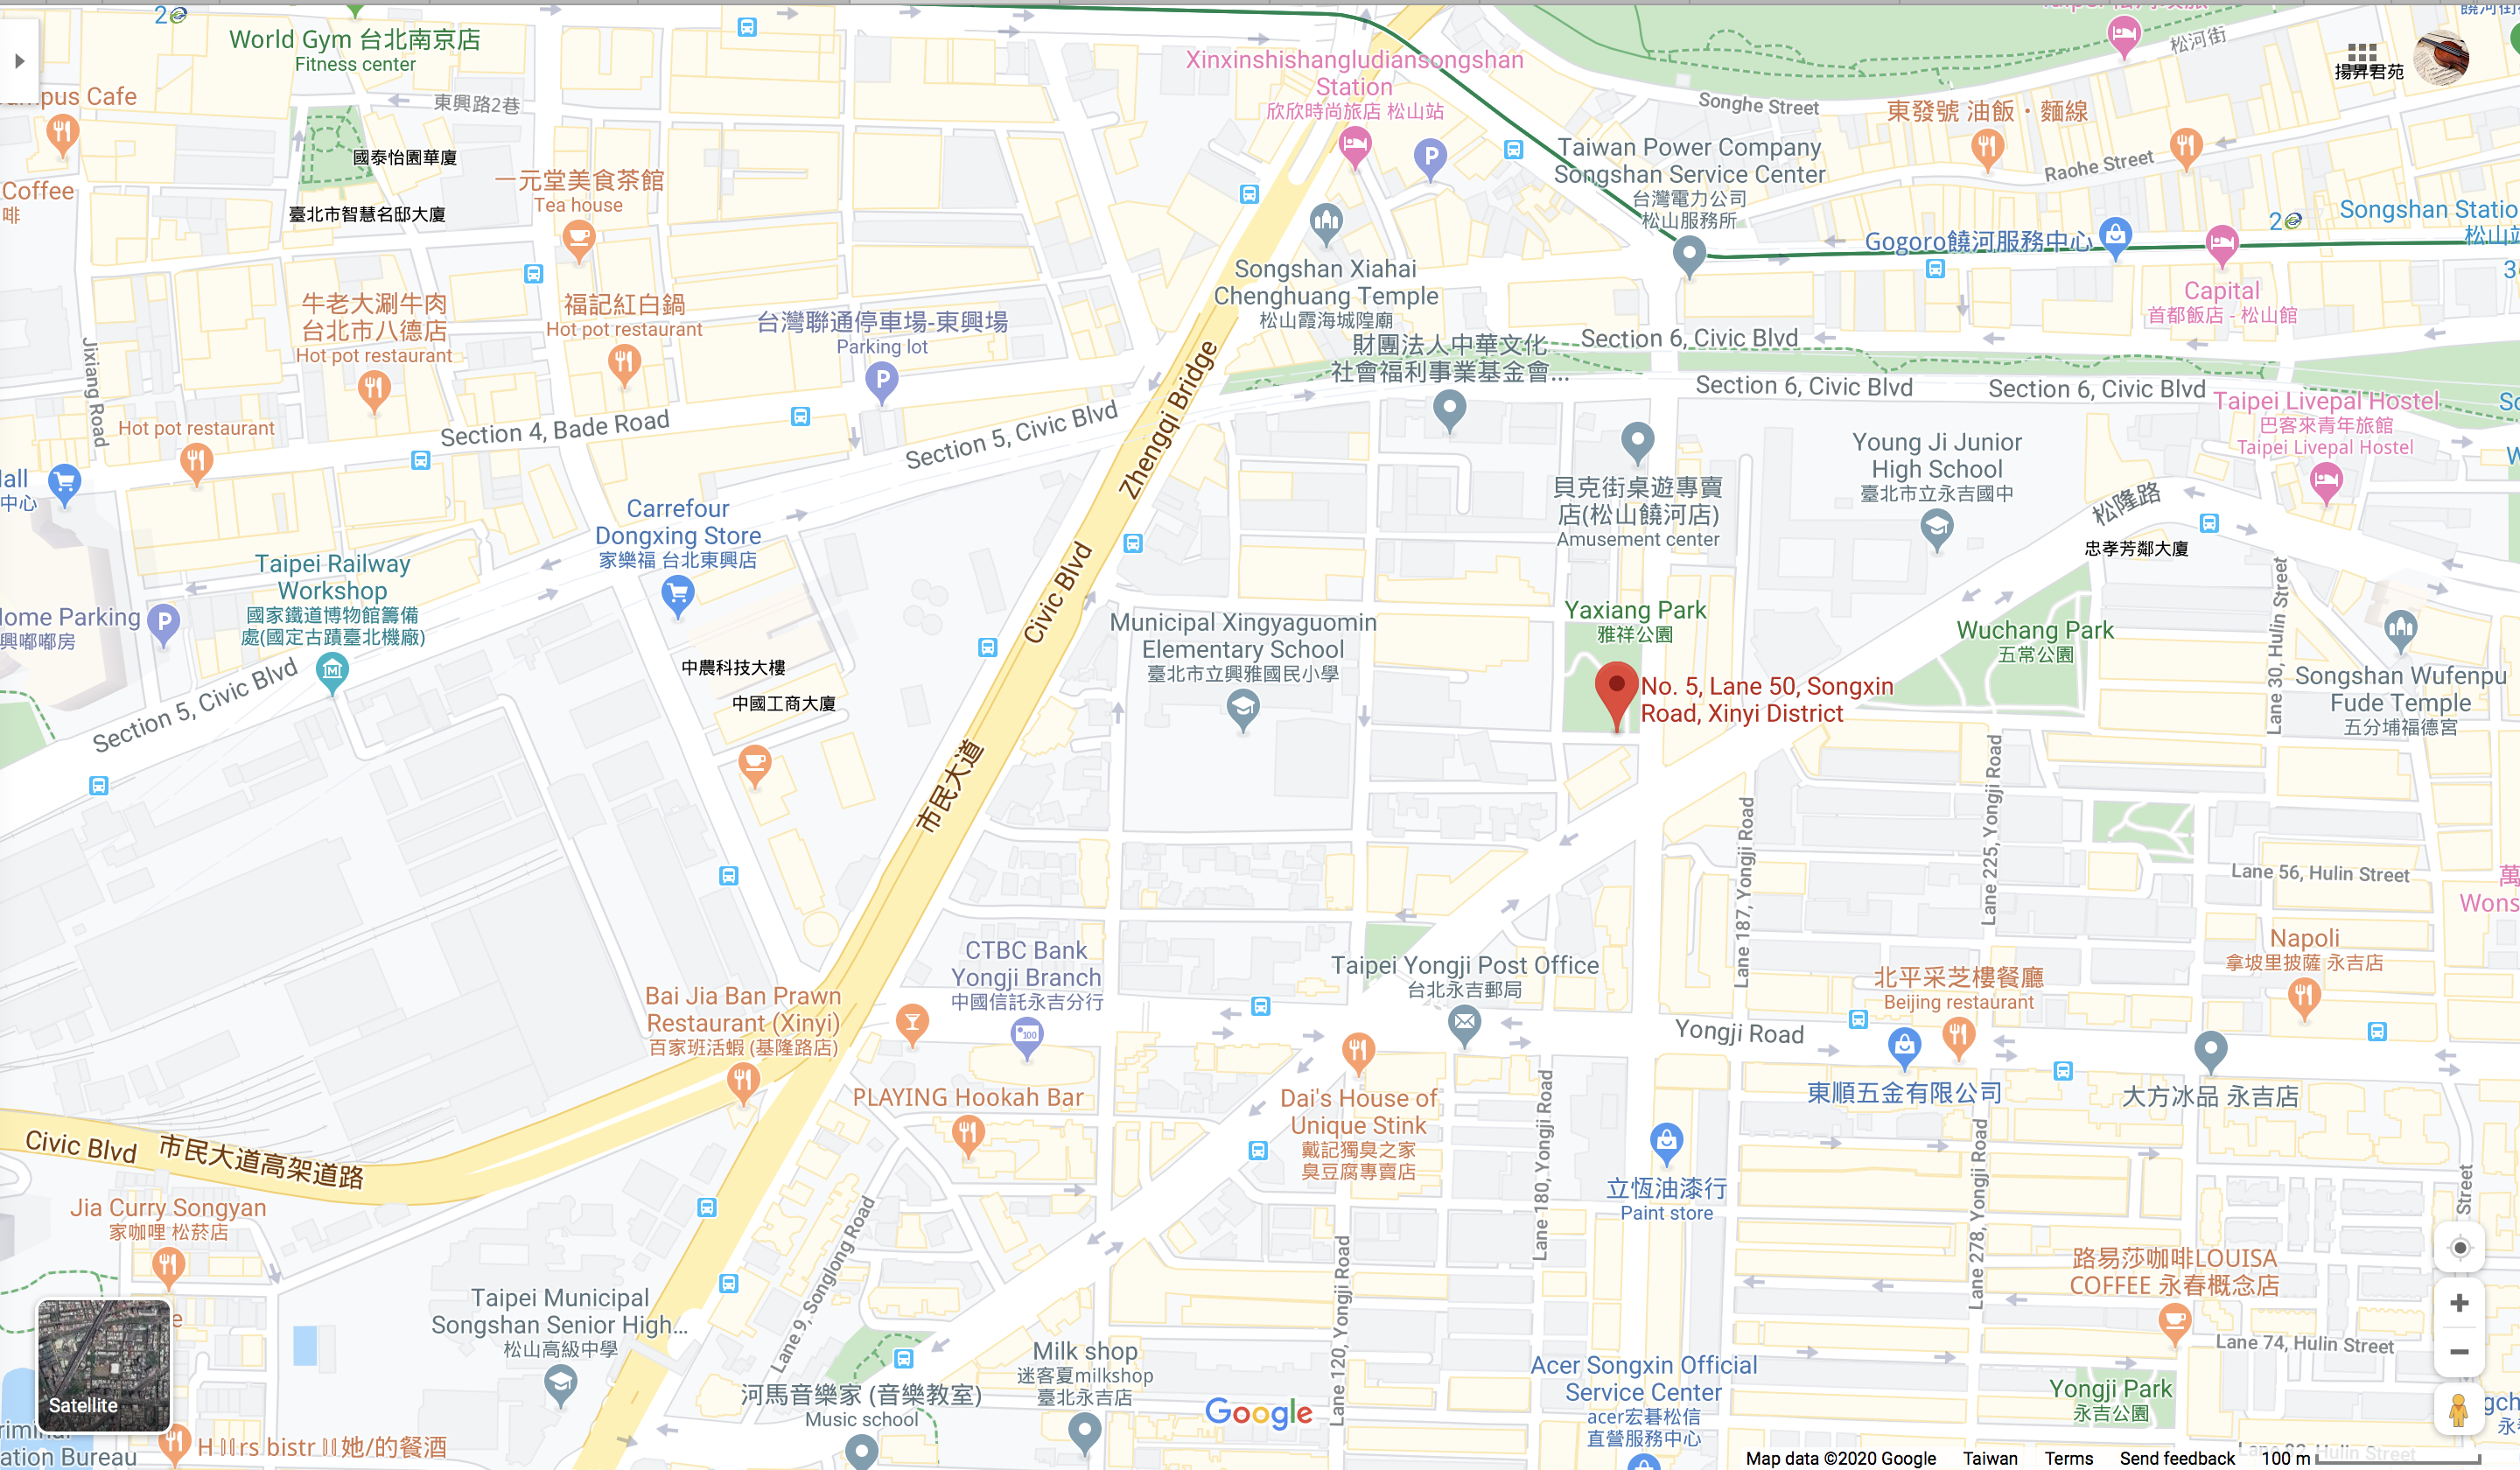 2
World Gym 台北南京店
Fitness center
Xinxinshishangludiansongshan
Station
欣欣時尚旅店 松山站
松河街
揚昇君苑
Cafe
東興路2巷
Songhe Street
東發號 油飯・麵線
國泰怡園華廈
Taiwan Power Company
Songshan Service Center
台灣電力公司
松山服務所
Raohe Street
Coffee
啡
一元堂美食茶館
Tea house
臺北市智慧名邸大廈
2
Songshan
松山
Gogoro饒河服務中心
Songshan Xiahai
Chenghuang Temple
松山霞海城隍廟
Capital
首都飯店 - 松山館
3
牛老大涮牛肉
台北市八德店
Hot pot restaurant
福記紅白鍋
Hot pot restaurant
台灣聯通停車場-東興場
Parking lot
財團法人中華文化
社會福利事業基金會...
Section 6, Civic Blvd
Section 6, Civic Blvd
Section 6, Civic Blvd
Jixiang Road
Zhengqi Bridge
Taipei Livepal Hostel
巴客來青年旅館
Taipei Livepal Hostel
Hot pot restaurant
Section 4, Bade Road
Section 5, Civic Blvd
Young Ji Junior
High School
臺北市立永吉國中
中心
貝克街桌遊專賣
店(松山饒河店)
Amusement center
松隆路
Carrefour
Dongxing Store
家樂福 台北東興店
忠孝芳鄰大廈
Taipei Railway
Workshop
國家鐵道博物館籌備
處(國定古蹟臺北機廠)
Civic Blvd
Parking
興嘟嘟房
Municipal Xingyaguomin
Elementary School
臺北市立興雅國民小學
Yaxiang Park
雅祥公園
Wuchang Park
五常公園
Lane 30, Hulin Street
Songshan Wufenpu
Fude Temple
五分埔福德宮
中農科技大樓
中國工商大廈
No. 5, Lane 50, Songxin
Road, Xinyi District
Section 5, Civic Blvd
市民大道
Lane 187, Yongji Road
Lane 225, Yongji Road
Lane 56, Hulin Street
萬
Wons
CTBC Bank
Yongji Branch
中國信託永吉分行
Taipei Yongji Post Office
台北永吉郵局
Napoli
拿坡里披薩 永吉店
北平采芝樓餐廳
Beijing restaurant
Bai Jia Ban Prawn
Restaurant (Xinyi)
百家班活蝦 (基隆路店)
100
Yongji Road
PLAYING Hookah Bar
Dai's House of
Unique Stink
戴記獨臭之家
臭豆腐專賣店
東順五金有限公司
大方冰品 永吉店
Civic Blvd
市民大道高架道路
Lane 180, Yongji Road
Lane 278, Yongji Road
Street
Jia Curry Songyan
家咖哩 松菸店
立恆油漆行
Paint store
Lane 9, Songlong Road
Lane 120, Yongji Road
路易莎咖啡LOUISA
COFFEE 永春概念店
Taipei Municipal
Songshan Senior High...
松山高級中學
Milk shop
迷客夏milkshop
臺北永吉店
Acer Songxin Official
Service Center
acer宏碁松信
直營服務中心
Lane 74, Hulin Street
Yongji Park
永吉公園
Satellite
河馬音樂家 (音樂教室)
Music school
Google
ation Bureau
Map data ©2020 Google
Taiwan
Terms
Send feedback
100 m